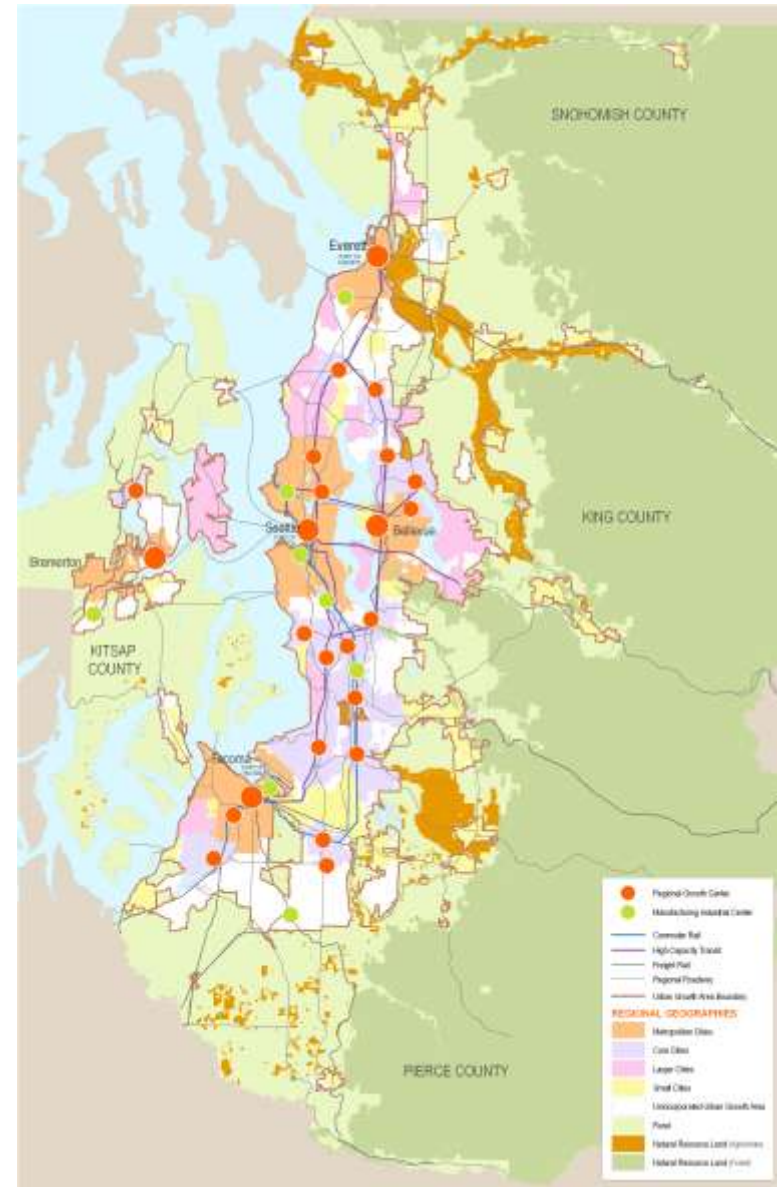 SNOHOMISH COUNTY
Everett
KING COUNTY
Seattle
Bellevue
Bremerton
KITSAP
COUNTY
Tacoma
PIERCE COUNTY
Regional Growth Center
Manufacturing Industrial Center
Commuter Rail
High Capacity Transit
Freight Rail
Regional Roadway
Urban Growth Area Boundary
REGIONAL GEOGRAPHIES
Metropolitan Cities
Core Cities
Larger Cities
Small Cities
Unincorporated Urban Growth Area
Rural
Natural Resource Land (Agriculture)
Natural Resource Land (Forest)